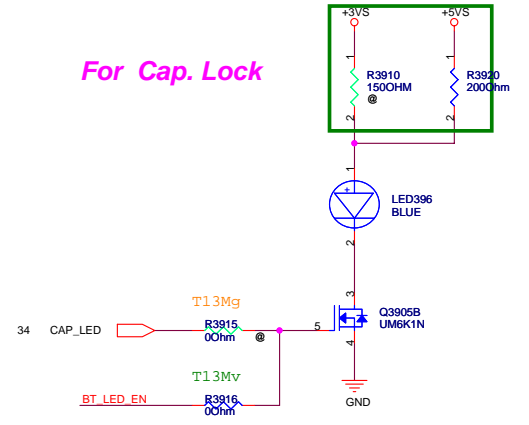 +3VS +5VS
For Cap. Lock
1 1
R3910
150OHM
@
R3920
200Ohm
2 2
1
LED396
BLUE
2
T13Mg
3
Q3905B
UM6K1N
34 CAP_LED
R3915
0Ohm
@
5
4
T13Mv
BT_LED_EN
R3916
0Ohm
GND